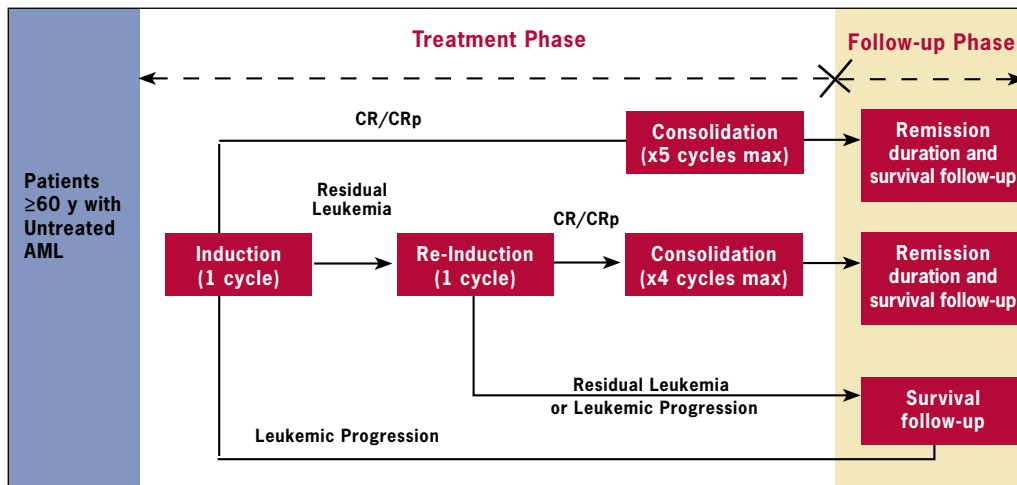 Treatment Phase
Follow-up Phase
Patients
≥60 y with
Untreated
AML
CR/CRp
Consolidation
(x5 cycles max)
Remission
duration and
survival follow-up
Residual
Leukemia
CR/CRp
Induction
(1 cycle)
Re-Induction
(1 cycle)
Consolidation
(x4 cycles max)
Remission
duration and
survival follow-up
Residual Leukemia
or Leukemic Progression
Survival
follow-up
Leukemic Progression